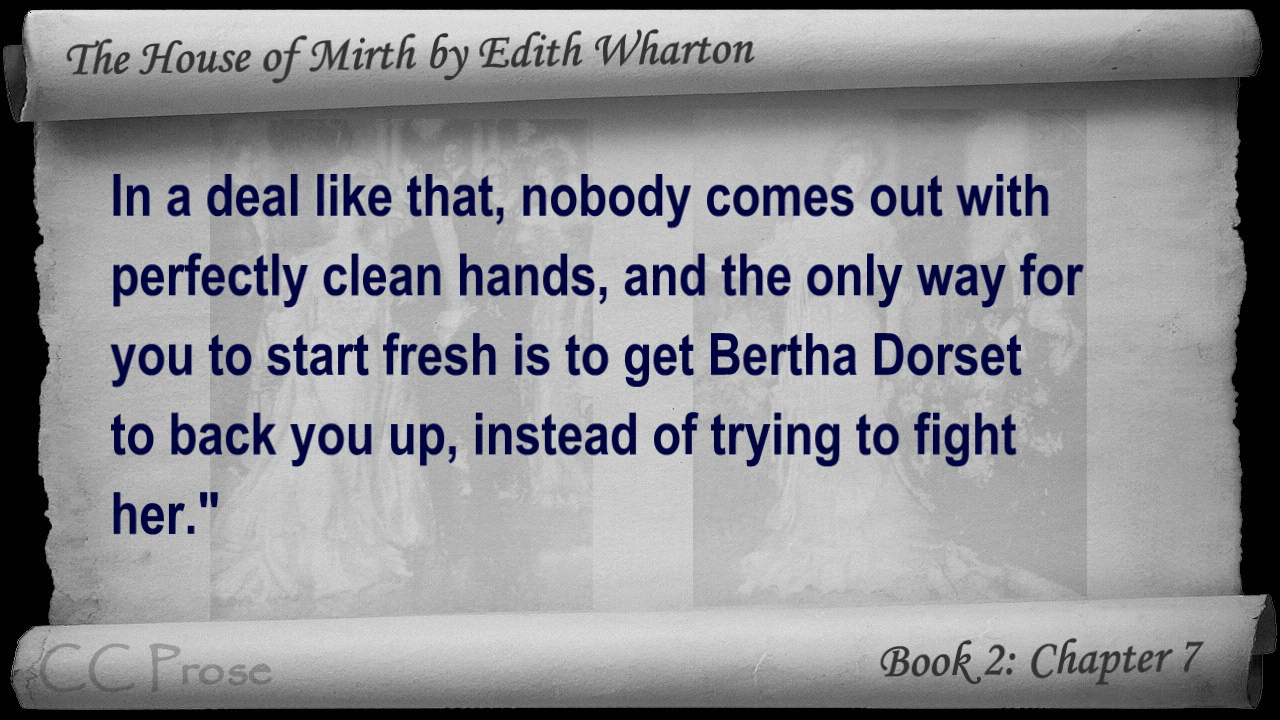 The House of Mirth by Edith Wharton
In a deal like that, nobody comes out with
perfectly clean hands, and the only way for
you to start fresh is to get Bertha Dorset
to back you up, instead of trying to fight
her."
CC Prose
Book 2: Chapter 7